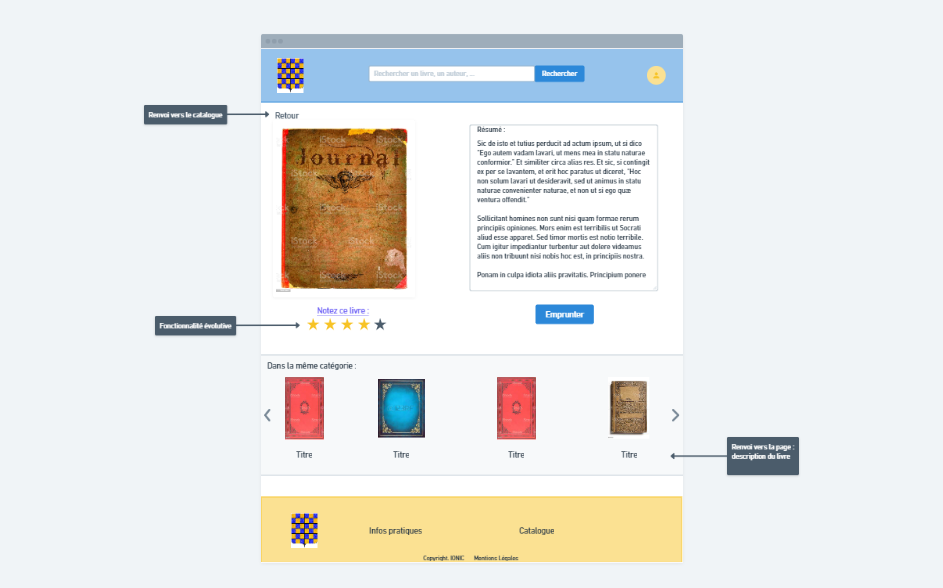 Rechercher un livre, un auteur, ...
Rechercher
Renvoi vers le catalogue
Retour
iStock
iStock
Journal
iStock
iStock
iStock
iStock
Résumé :
Sic de isto et tutius perducit ad actum ipsum, ut si dico
"Ego autem vadam lavari, ut mens mea in statu naturae
conformior." Et similiter circa alias res. Et sic, si contingit
ex per se lavantem, et erit hoc paratus ut diceret, "Hoc
non solum lavari ut desideravit, sed ut animus in statu
naturae convenienter naturae, et non ut si ego quæ
ventura offendit."
Sollicitant homines non sunt nisi quam formae rerum
principiis opiniones. Mors enim est terribilis ut Socrati
aliud esse apparet. Sed timor mortis est notio terribile.
Cum igitur impediantur turbentur aut dolere videamus
aliis non tribuunt nisi nobis hoc est, in principiis nostra.
Ponam in culpa idiota aliis pravitatis. Principium ponere
Notez ce livre :
Fonctionnalité évolutive
Emprunter
Dans la même catégorie :
Titre
Titre
Titre
Titre
Renvoi vers la page :
description du livre
Infos pratiques
Catalogue
Copyright. IONIC
Mentions Légales